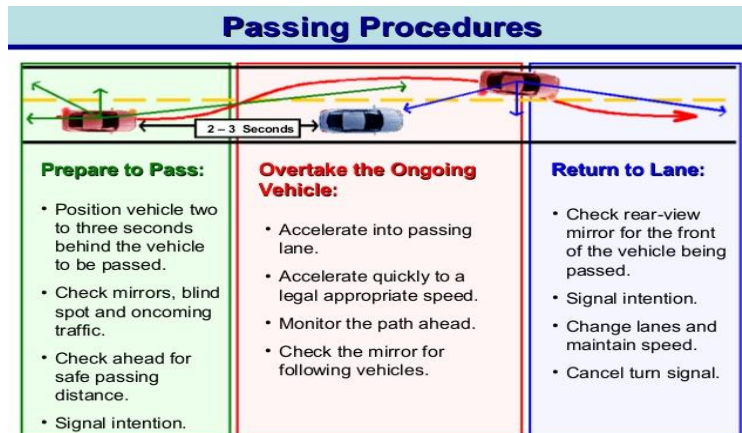 Passing Procedures
2 – 3 Seconds
Prepare to Pass:
• Position vehicle two
to three seconds
behind the vehicle
to be passed.
• Check mirrors, blind
spot and oncoming
traffic.
• Check ahead for
safe passing
distance.
• Signal intention.
Overtake the Ongoing
Vehicle:
• Accelerate into passing
lane.
• Accelerate quickly to a
legal appropriate speed.
• Monitor the path ahead.
• Check the mirror for
following vehicles.
Return to Lane:
• Check rear-view
mirror for the front
of the vehicle being
passed.
• Signal intention.
• Change lanes and
maintain speed.
• Cancel turn signal.